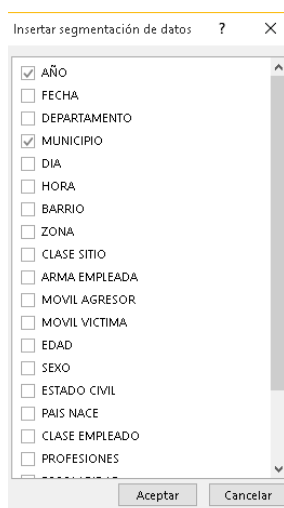 Insertar segmentación de datos ?
AÑO
FECHA
DEPARTAMENTO
MUNICIPIO
DIA
HORA
BARRIO
ZONA
CLASE SITIO
ARMA EMPLEADA
MOVIL AGRESOR
MOVIL VICTIMA
EDAD
SEXO
ESTADO CIVIL
PAIS NACE
CLASE EMPLEADO
PROFESIONES
Aceptar Cancelar